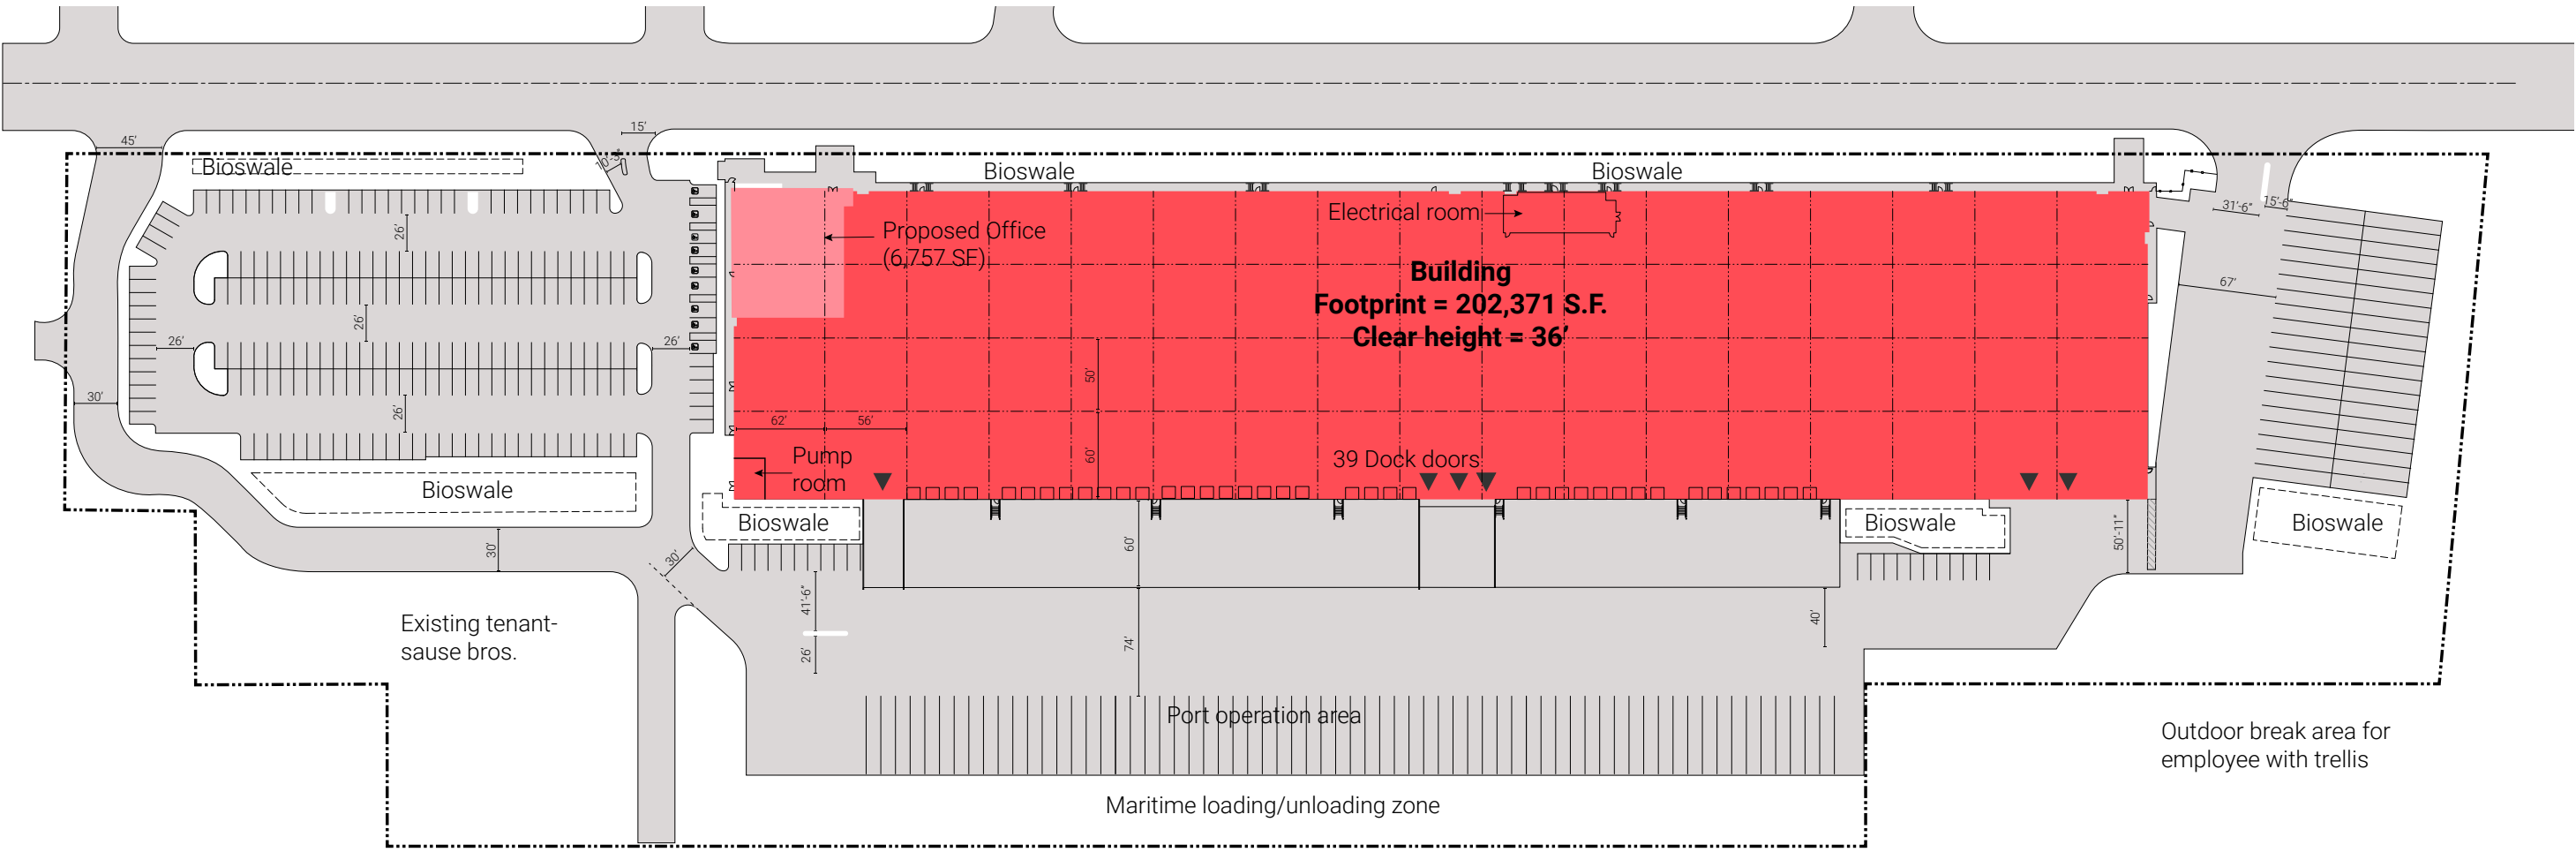 45’
15’
10’-5”
Bioswale
Bioswale
Bioswale
Proposed Office
(6,757 SF)
Electrical room
Building
Footprint = 202,371 S.F.
Clear height = 36’
31’-6”
15’-6”
67’
26’
26’
26’
26’
26’
30’
50’
62’
56’
60’
Pump
room
39 Dock doors
Bioswale
Bioswale
Bioswale
Bioswale
30’
30’
60’
50’-11”
41’-6”
26’
74’
40’
Existing tenant-
sause bros.
Port operation area
Outdoor break area for
employee with trellis
Maritime loading/unloading zone